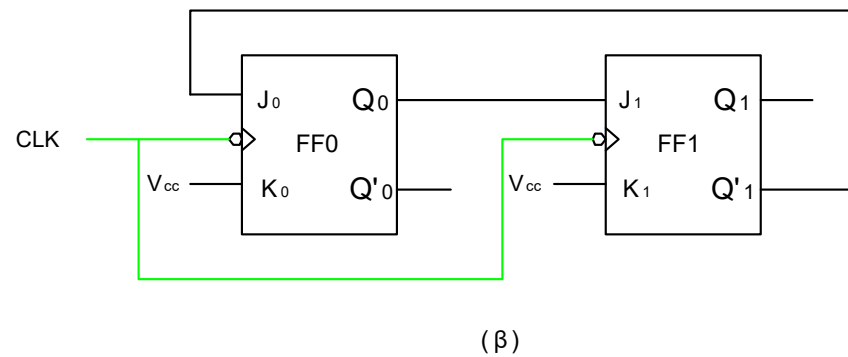 J₀ Q₀ J₁ Q₁
CLK FF0 FF1
Vcc K₀ Q'₀ Vcc K₁ Q'₁
(β)